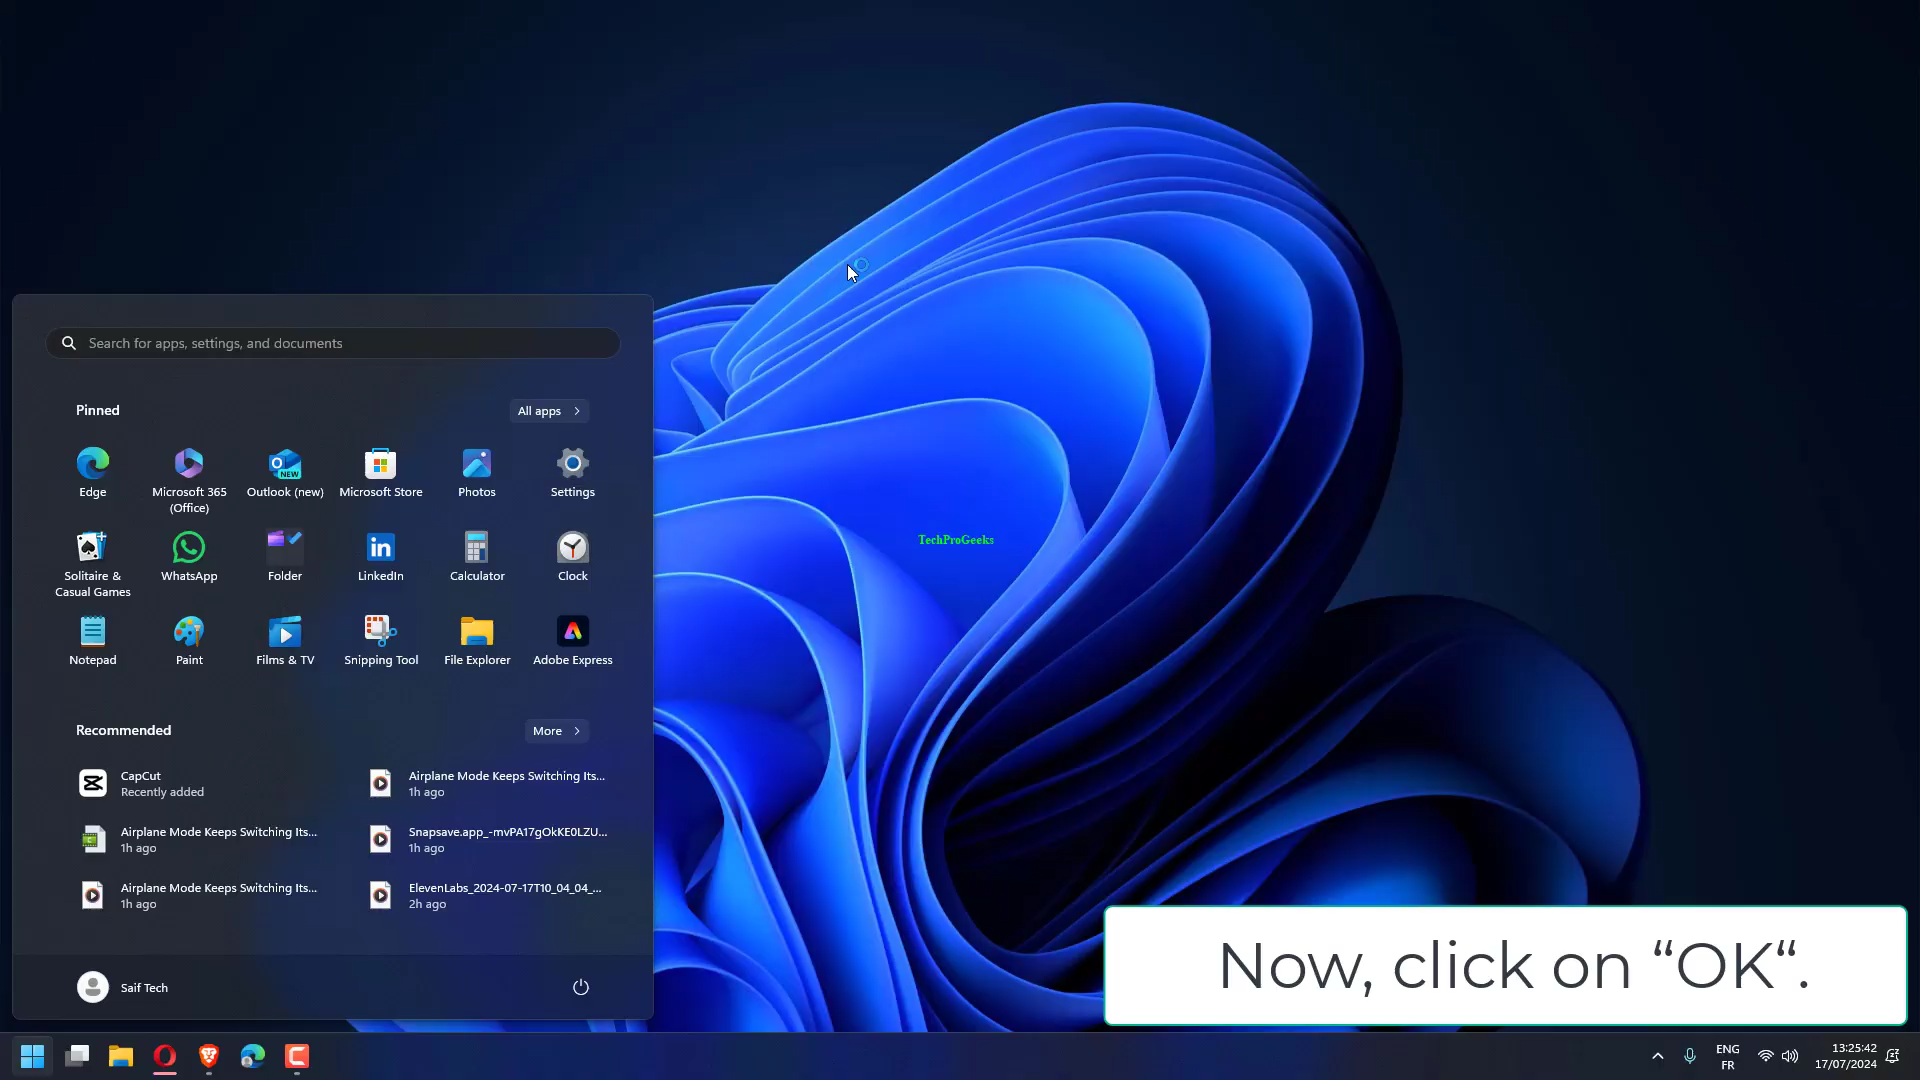 Search for apps, settings, and documents
Pinned
All apps
Edge
Microsoft 365
(Office)
Outlook (new)
Microsoft Store
Photos
Settings
Solitaire &
Casual Games
WhatsApp
Folder
LinkedIn
Calculator
Clock
Notepad
Paint
Films & TV
Snipping Tool
File Explorer
Adobe Express
Recommended
More
CapCut
Recently added
Airplane Mode Keeps Switching Its...
1h ago
Airplane Mode Keeps Switching Its...
1h ago
Snapsave.app_-mvPA17gOkKE0LZU...
1h ago
Airplane Mode Keeps Switching Its...
1h ago
ElevenLabs_2024-07-17T10_04_04_...
2h ago
Saif Tech
TechProGeeks
Now, click on “OK“.
ENG
FR
13:25:42
17/07/2024